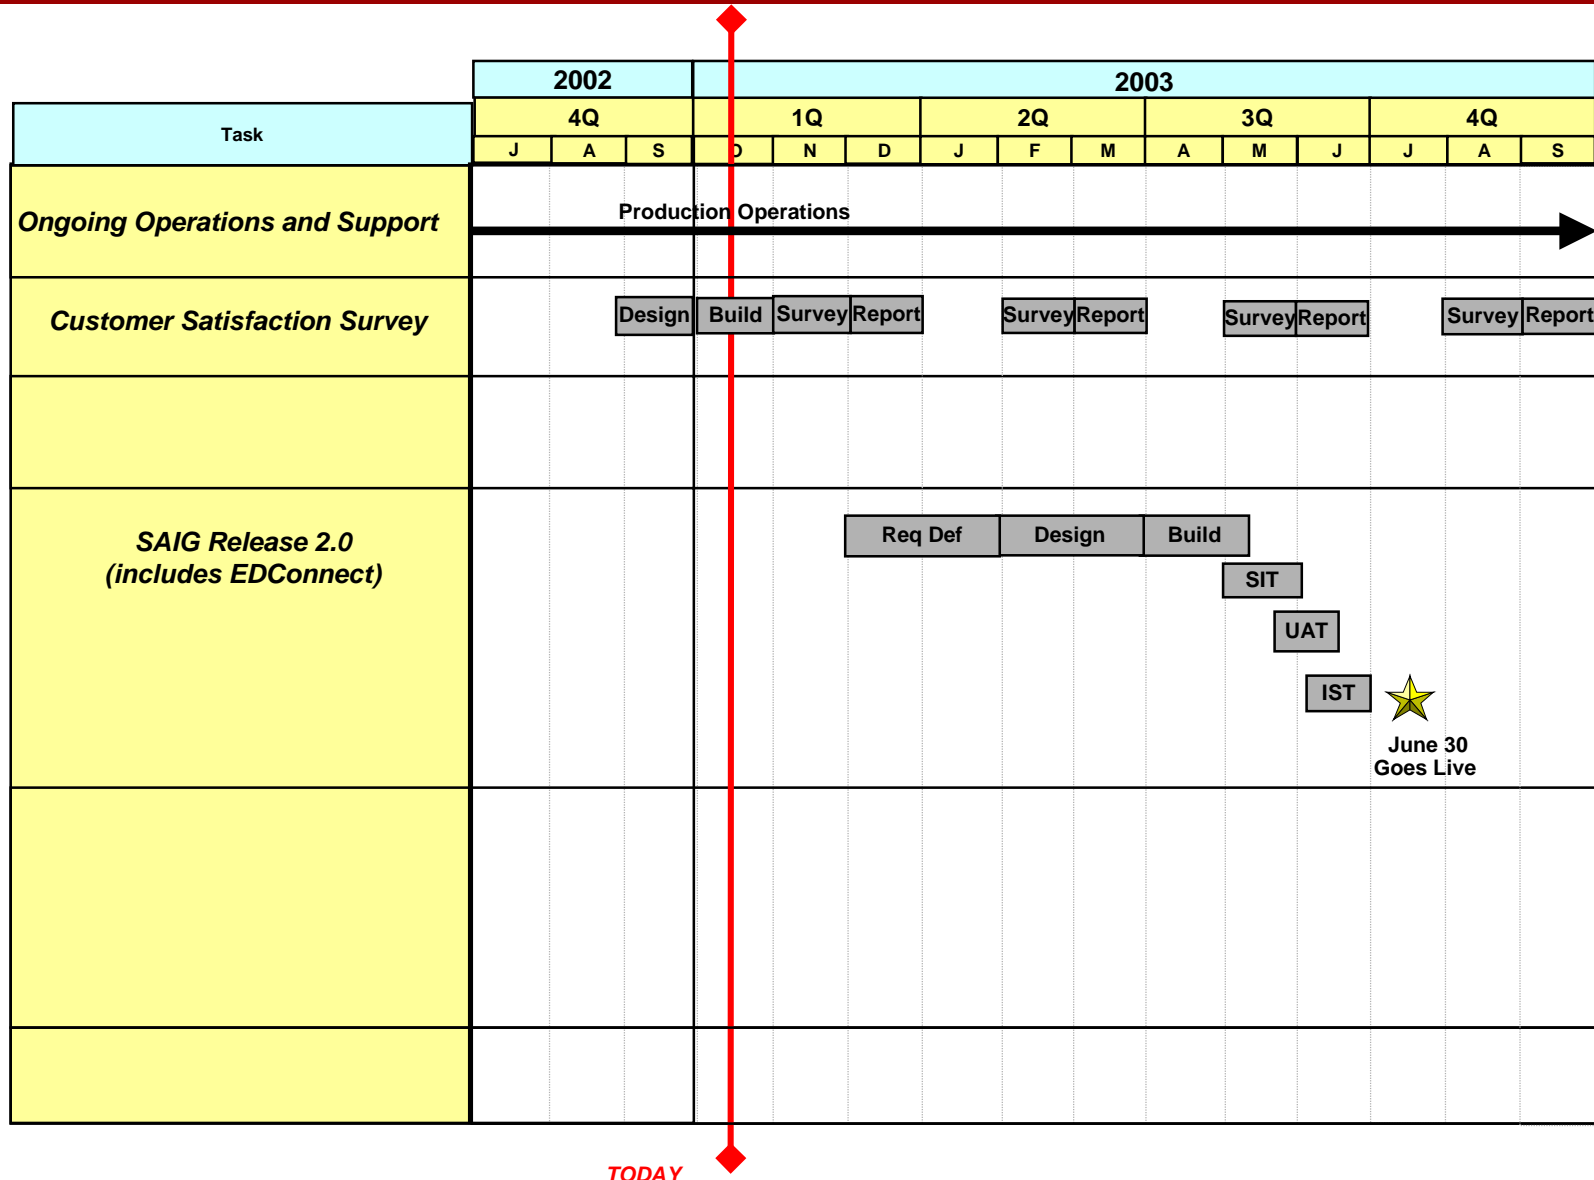 2002 2003
Task
4Q 1Q 2Q 3Q 4Q
J A S O N D J F M A M J J A S
Ongoing Operations and Support
Production Operations
Customer Satisfaction Survey
Design Build Survey Report Survey Report Survey Report Survey Report
SAIG Release 2.0
(includes EDConnect)
Req Def Design Build
SIT
UAT
IST
June 30
Goes Live
TODAY